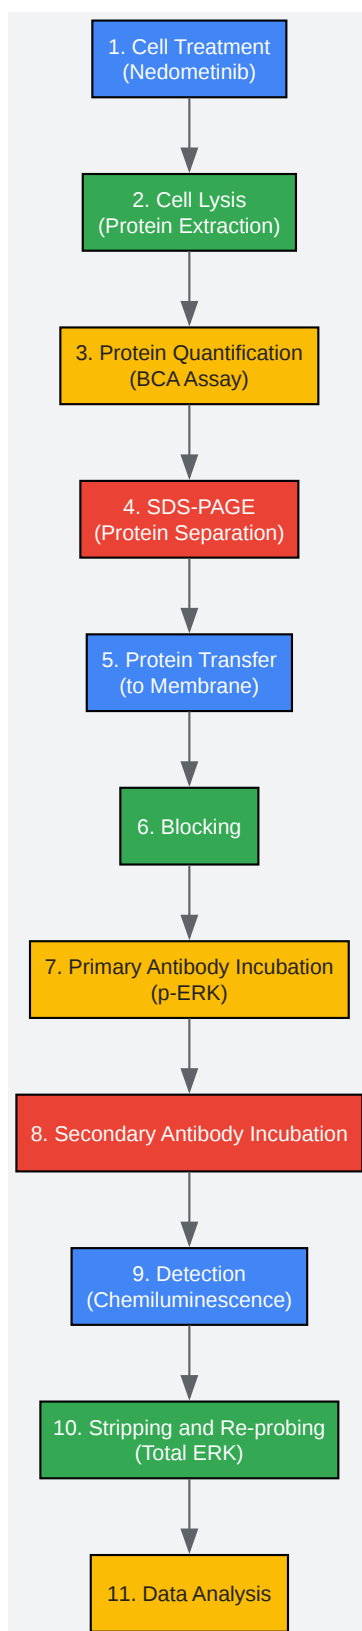 1. Cell Treatment
(Nedometinib)
2. Cell Lysis
(Protein Extraction)
3. Protein Quantification
(BCA Assay)
4. SDS-PAGE
(Protein Separation)
5. Protein Transfer
(to Membrane)
6. Blocking
7. Primary Antibody Incubation
(p-ERK)
8. Secondary Antibody Incubation
9. Detection
(Chemiluminescence)
10. Stripping and Re-probing
(Total ERK)
11. Data Analysis